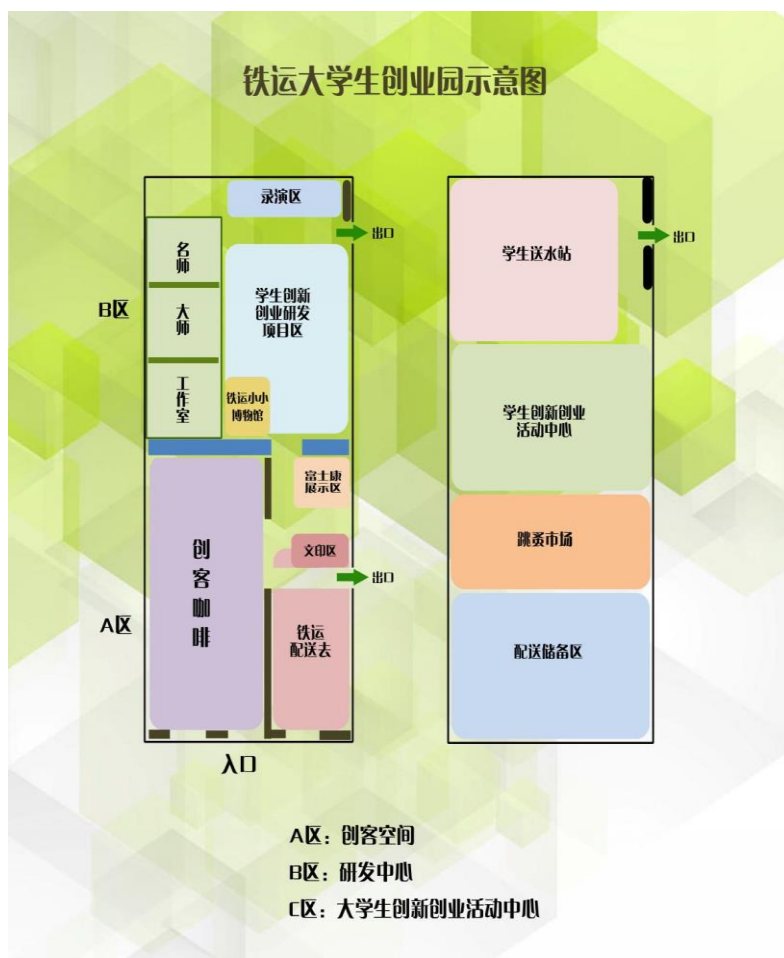 铁运大学生创业园示意图
录演区
出口
名师
学生创新
创业研发
项目区
B区
大师
工作室
铁运小小
博物馆
富士康
展示区
创客咖啡
文印区
出口
A区
铁运
配送去
入口
学生送水站
出口
学生创新创业
活动中心
跳蚤市场
配送储备区
A区：创客空间
B区：研发中心
C区：大学生创新创业活动中心